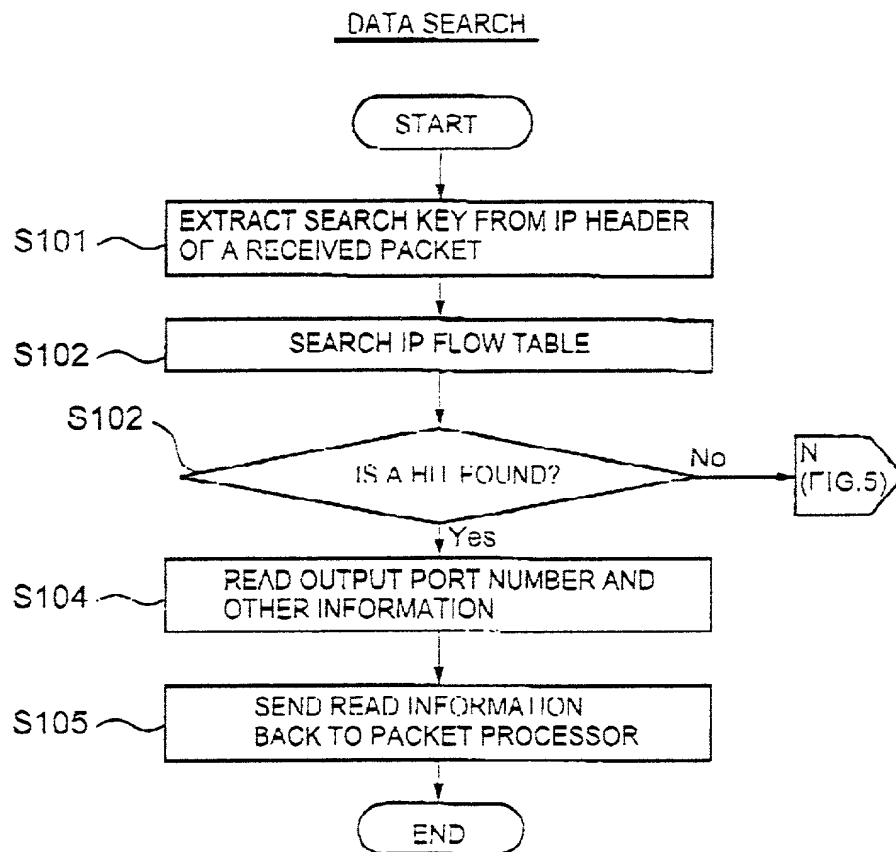 DATA SEARCH
START
S101
EXTRACT SEARCH KEY FROM IP HEADER
OF A RECEIVED PACKET
S102
SEARCH IP FLOW TABLE
S102
IS A HIT FOUND?
No
N
(FIG.5)
Yes
S104
READ OUTPUT PORT NUMBER AND
OTHER INFORMATION
S105
SEND READ INFORMATION
BACK TO PACKET PROCESSOR
END